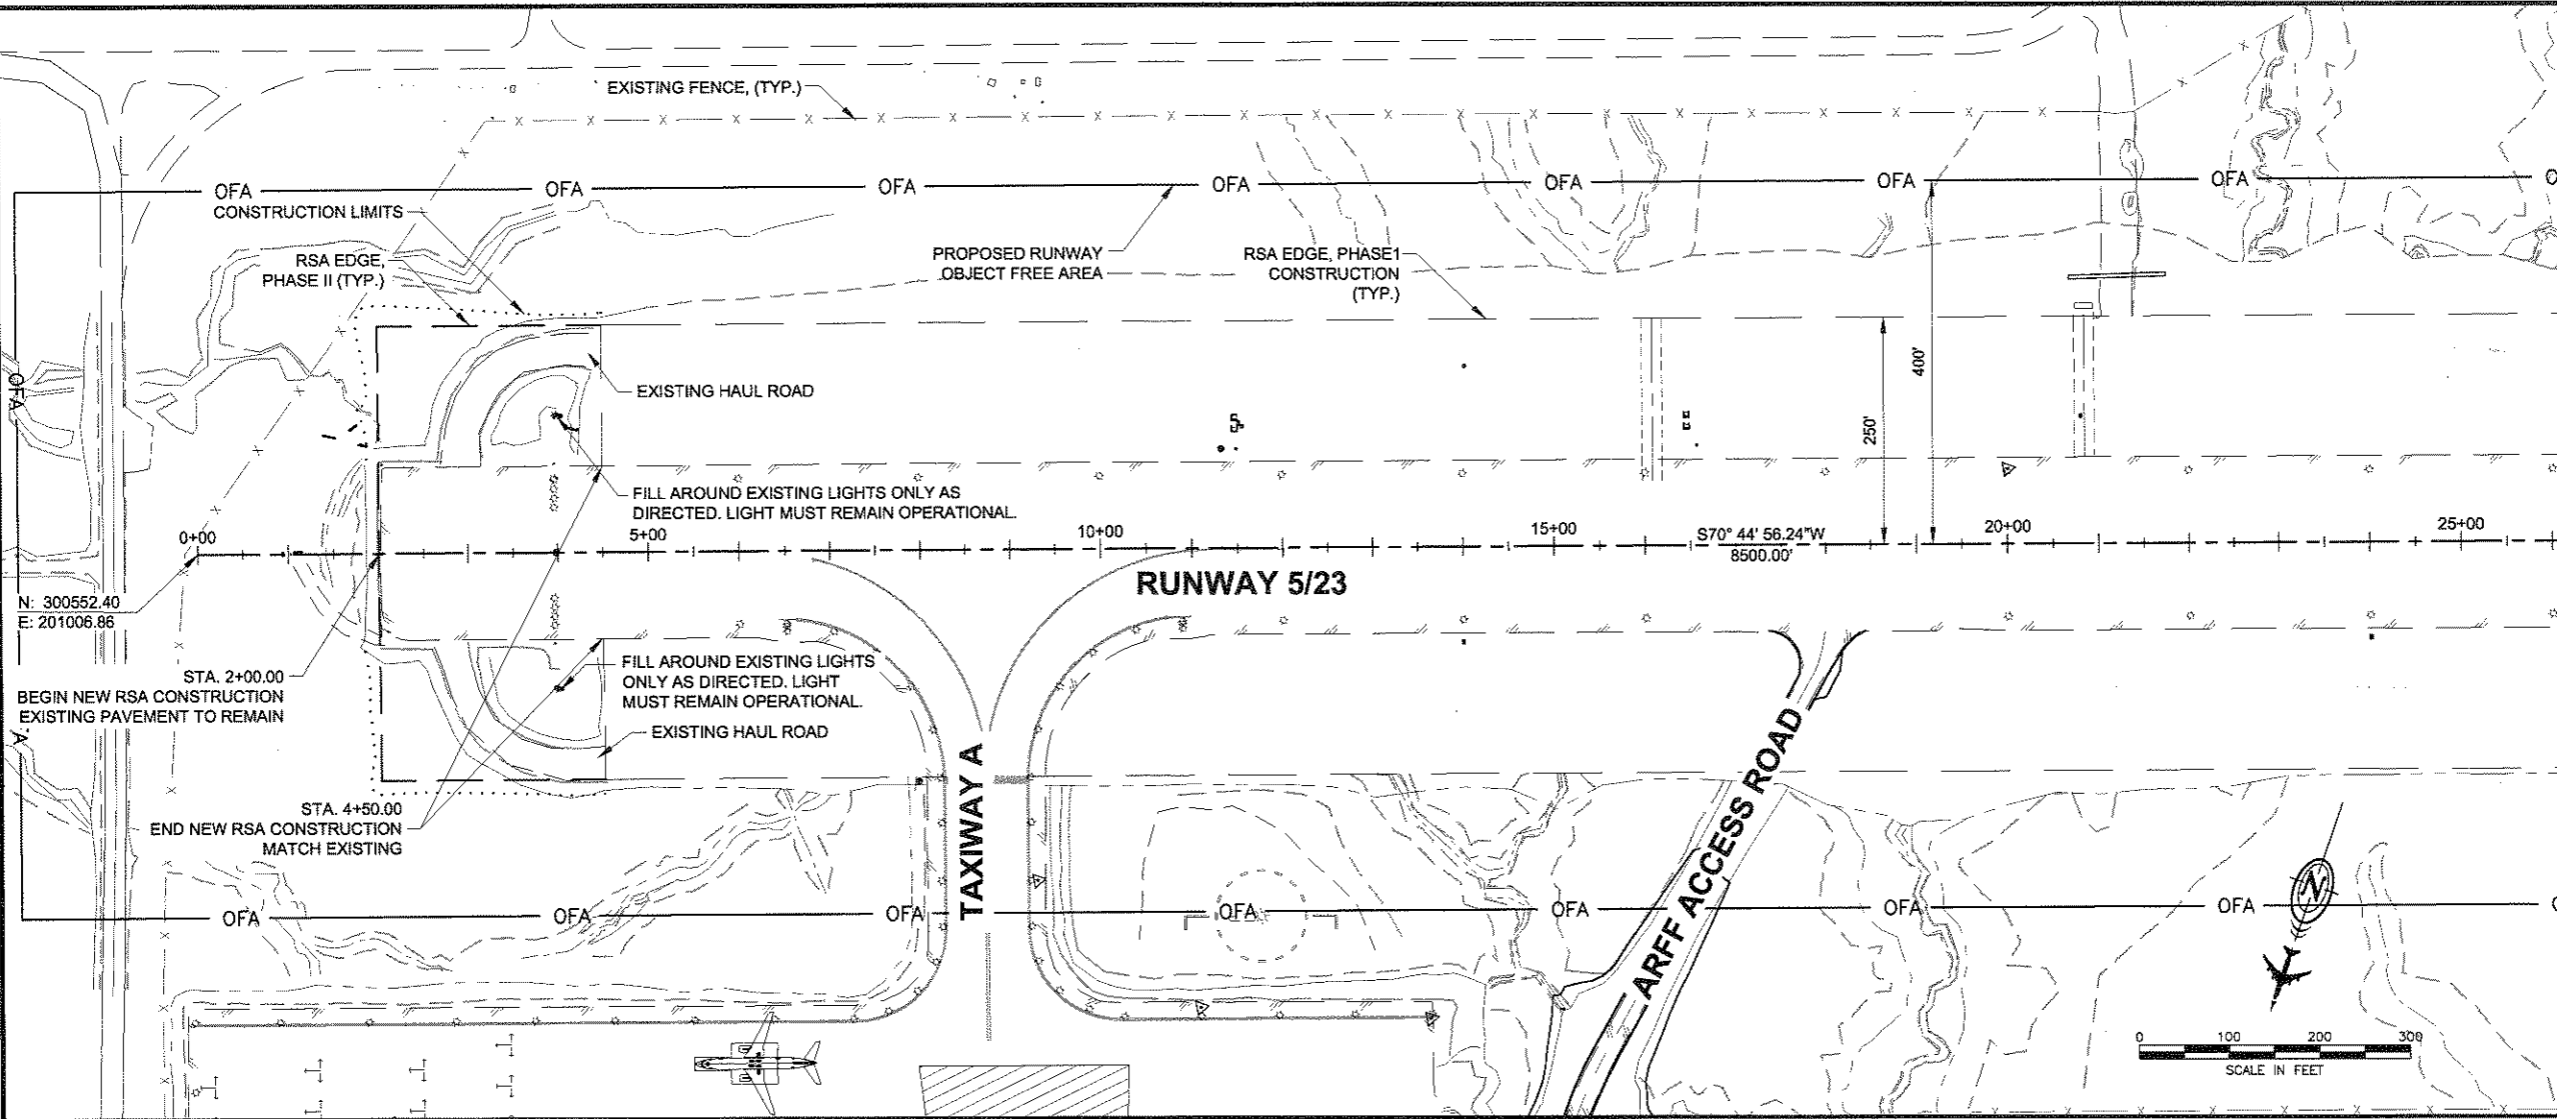 EXISTING FENCE, (TYP.)
OFA
OFA
OFA
OFA
OFA
OFA
OFA
CONSTRUCTION LIMITS
RSA EDGE,
PHASE II (TYP.)
PROPOSED RUNWAY
OBJECT FREE AREA
RSA EDGE, PHASE1
CONSTRUCTION
(TYP.)
OFA
EXISTING HAUL ROAD
400'
250'
FILL AROUND EXISTING LIGHTS ONLY AS
DIRECTED. LIGHT MUST REMAIN OPERATIONAL.
0+00
5+00
10+00
15+00
S70° 44' 56.24"W
8500.00'
20+00
25+00
RUNWAY 5/23
N: 300552.40
E: 201006.86
STA. 2+00.00
BEGIN NEW RSA CONSTRUCTION
EXISTING PAVEMENT TO REMAIN
FILL AROUND EXISTING LIGHTS
ONLY AS DIRECTED. LIGHT
MUST REMAIN OPERATIONAL.
EXISTING HAUL ROAD
A
STA. 4+50.00
END NEW RSA CONSTRUCTION
MATCH EXISTING
TAXIWAY A
ARFF ACCESS ROAD
OFA
OFA
OFA
OFA
OFA
OFA
OFA
N
0 100 200 300
SCALE IN FEET